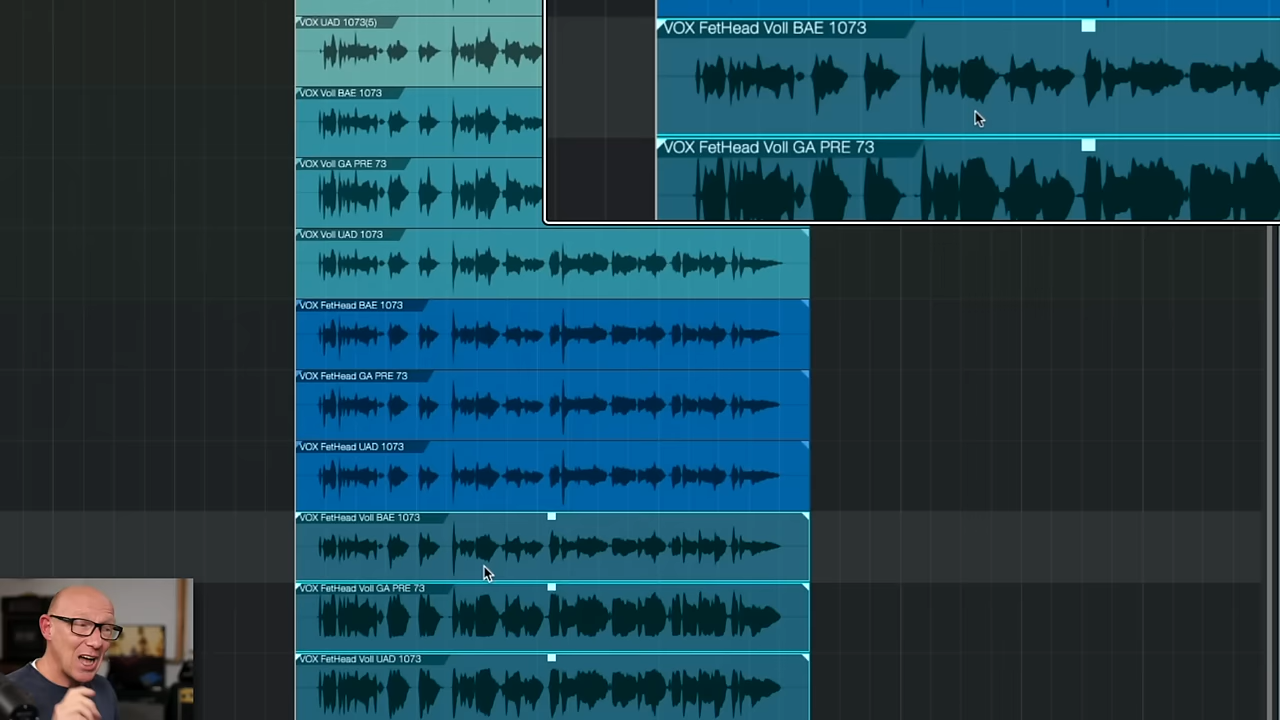 VOX UAD 1073(5)
VOX Voll BAE 1073
VOX Voll GA PRE 73
VOX Voll UAD 1073
VOX FetHead BAE 1073
VOX FetHead GA PRE 73
VOX FetHead UAD 1073
VOX FetHead Voll BAE 1073
VOX FetHead Voll GA PRE 73
VOX FetHead Voll UAD 1073
VOX FetHead Voll BAE 1073
VOX FetHead Voll GA PRE 73